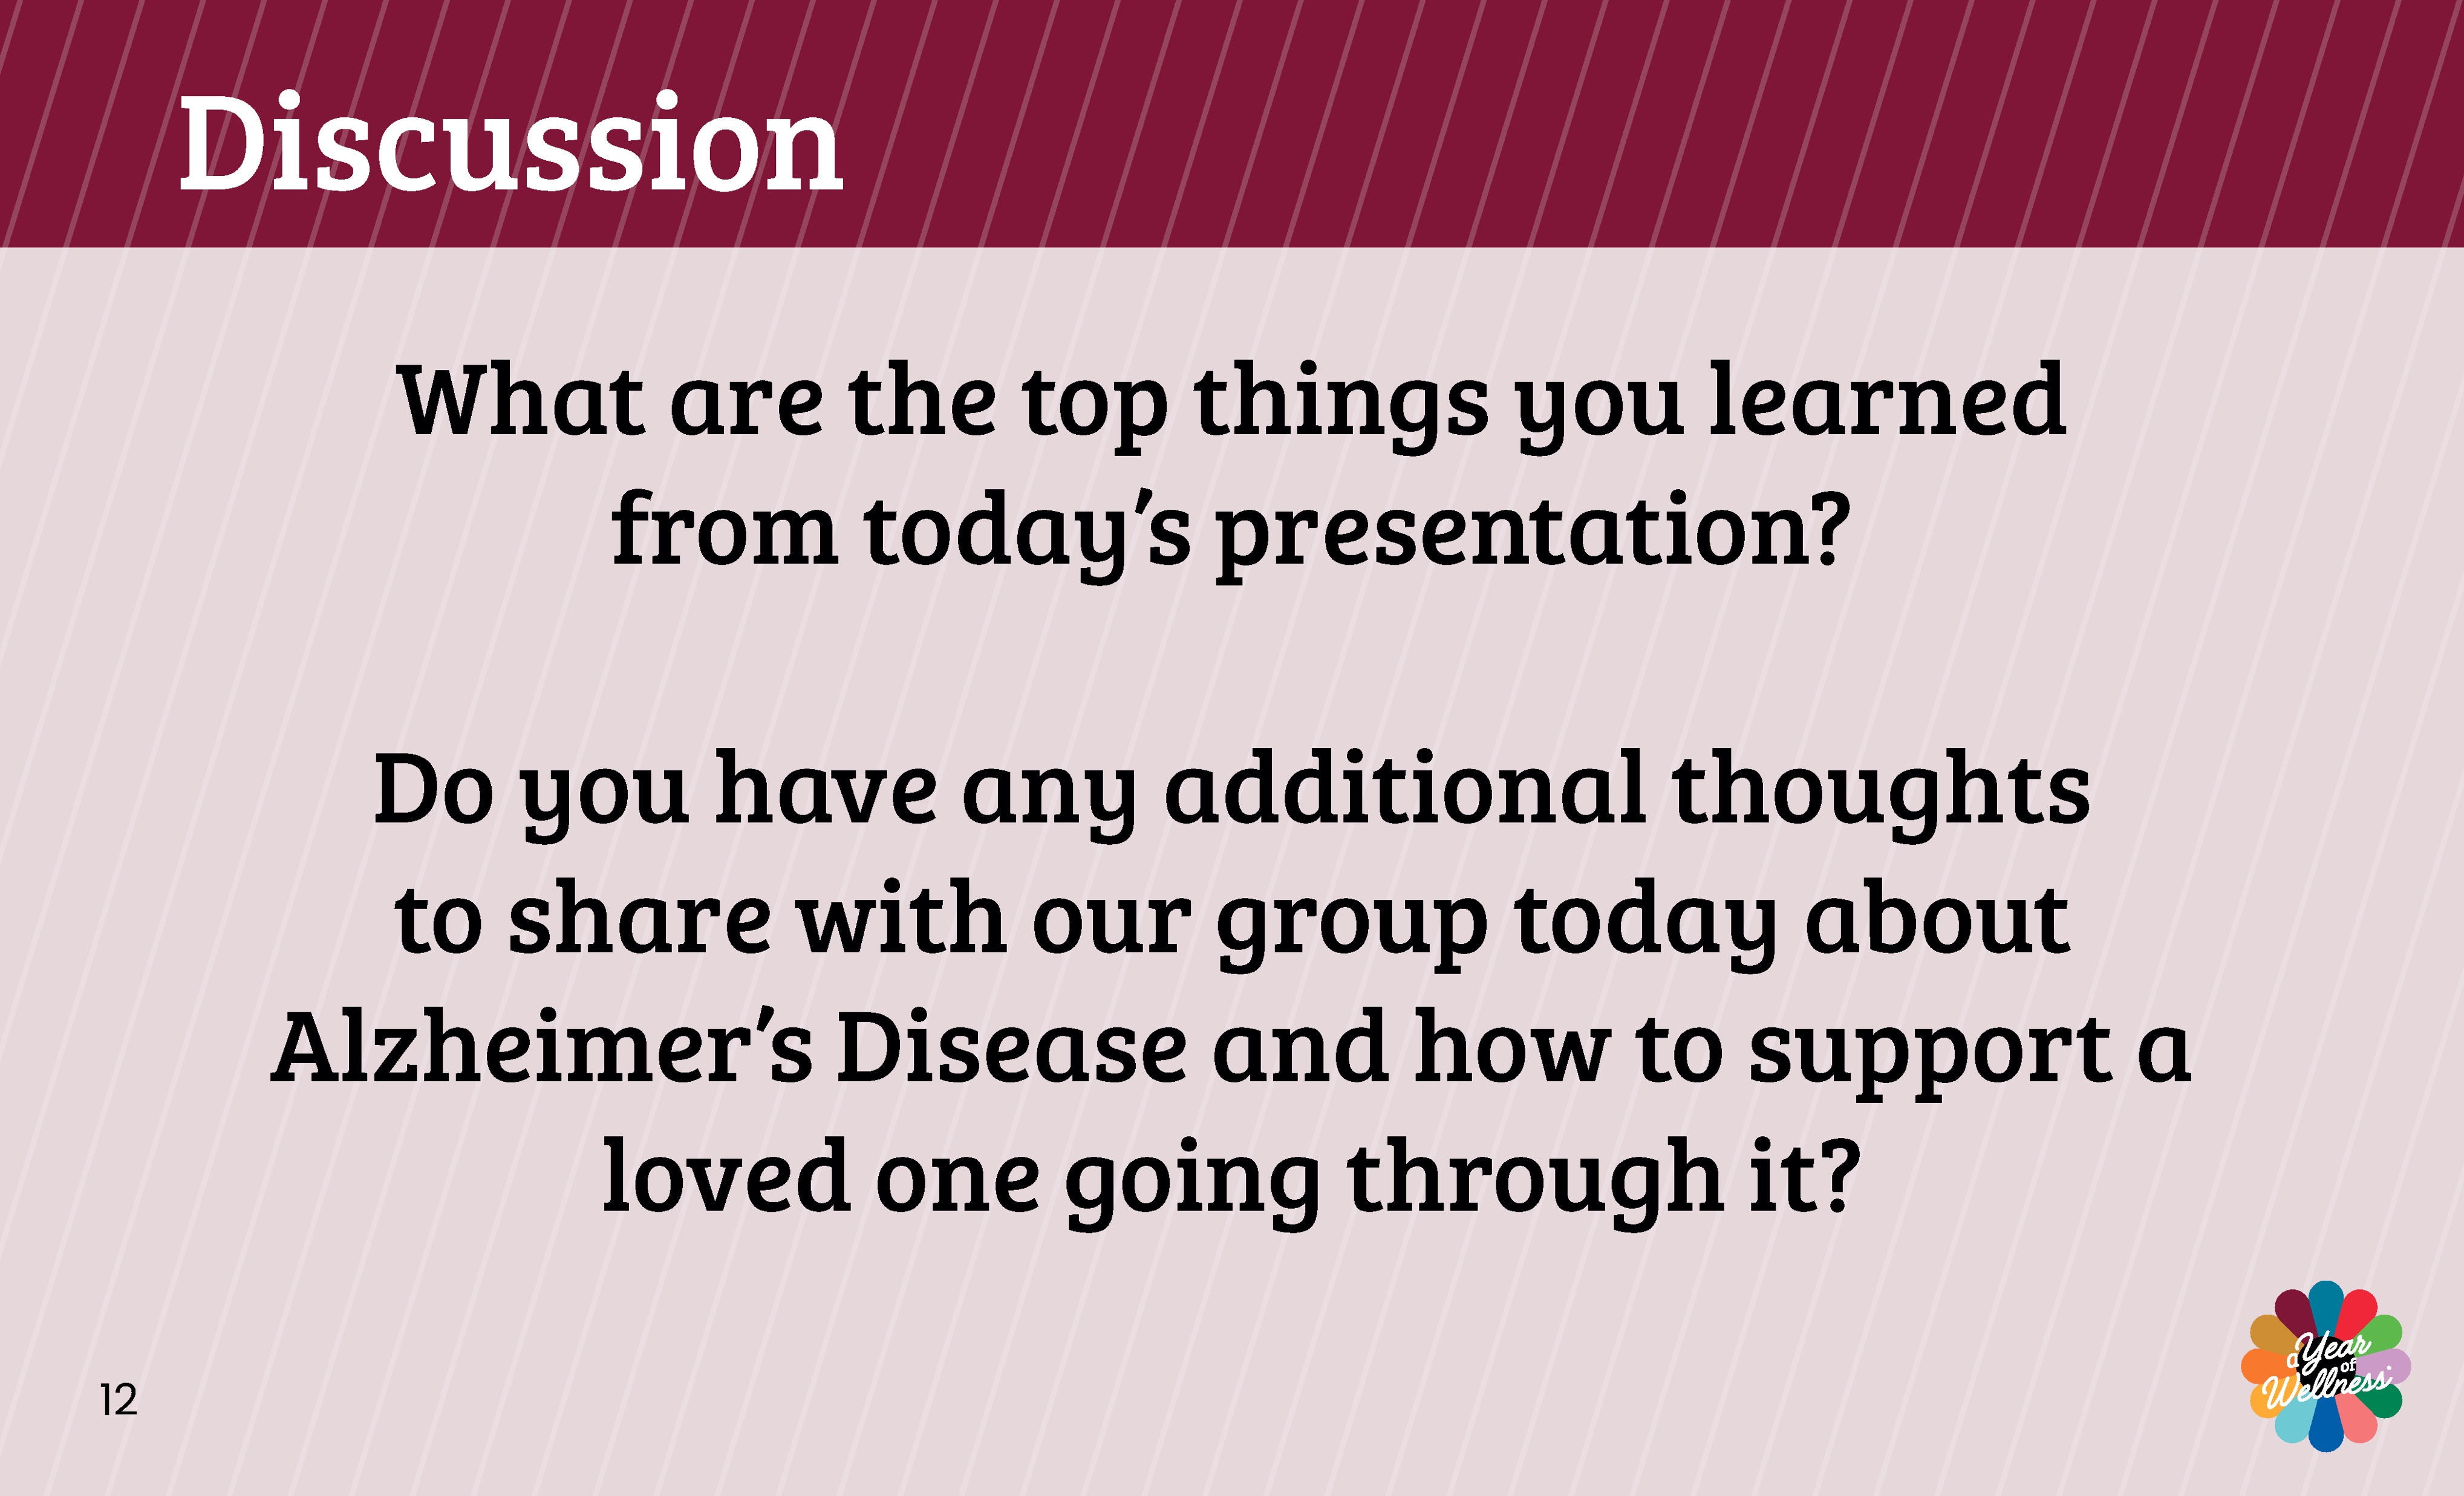 Discussion
What are the top things you learned
from today’s presentation?
Do you have any additional thoughts
to share with our group today about
Alzheimer’s Disease and how to support a
loved one going through it?
12
a Year
of
Wellness